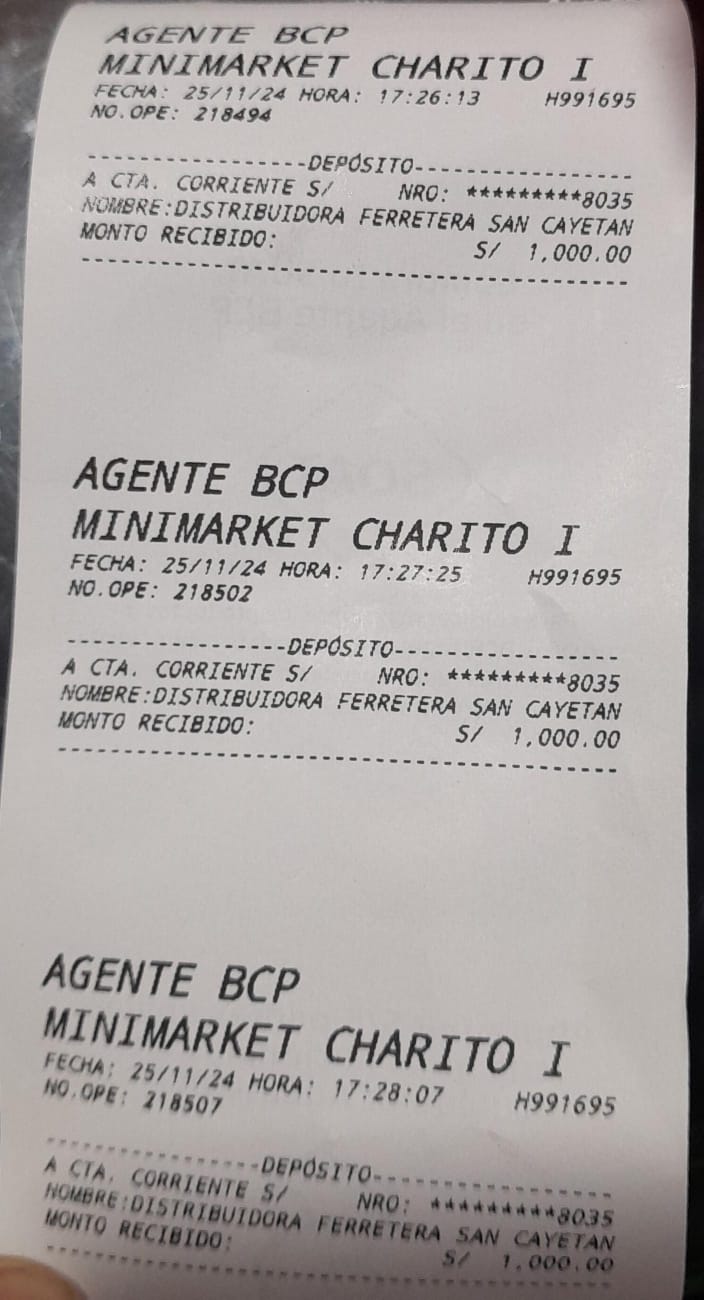 AGENTE BCP
MINIMARKET CHARITO I
FECHA: 25/11/24 HORA: 17:26:13 H991695
NO.OPE: 218494
-----------------DEPÓSITO-----------------
A CTA. CORRIENTE S/ NRO: *********8035
NOMBRE:DISTRIBUIDORA FERRETERA SAN CAYETAN
MONTO RECIBIDO: S/ 1,000.00
------------------------------------------
AGENTE BCP
MINIMARKET CHARITO I
FECHA: 25/11/24 HORA: 17:27:25 H991695
NO.OPE: 218502
-----------------DEPÓSITO-----------------
A CTA. CORRIENTE S/ NRO: *********8035
NOMBRE:DISTRIBUIDORA FERRETERA SAN CAYETAN
MONTO RECIBIDO: S/ 1,000.00
------------------------------------------
AGENTE BCP
MINIMARKET CHARITO I
FECHA: 25/11/24 HORA: 17:28:07 H991695
NO.OPE: 218507
-----------------DEPÓSITO-----------------
A CTA. CORRIENTE S/ NRO: *********8035
NOMBRE:DISTRIBUIDORA FERRETERA SAN CAYETAN
MONTO RECIBIDO: S/ 1,000.00
------------------------------------------